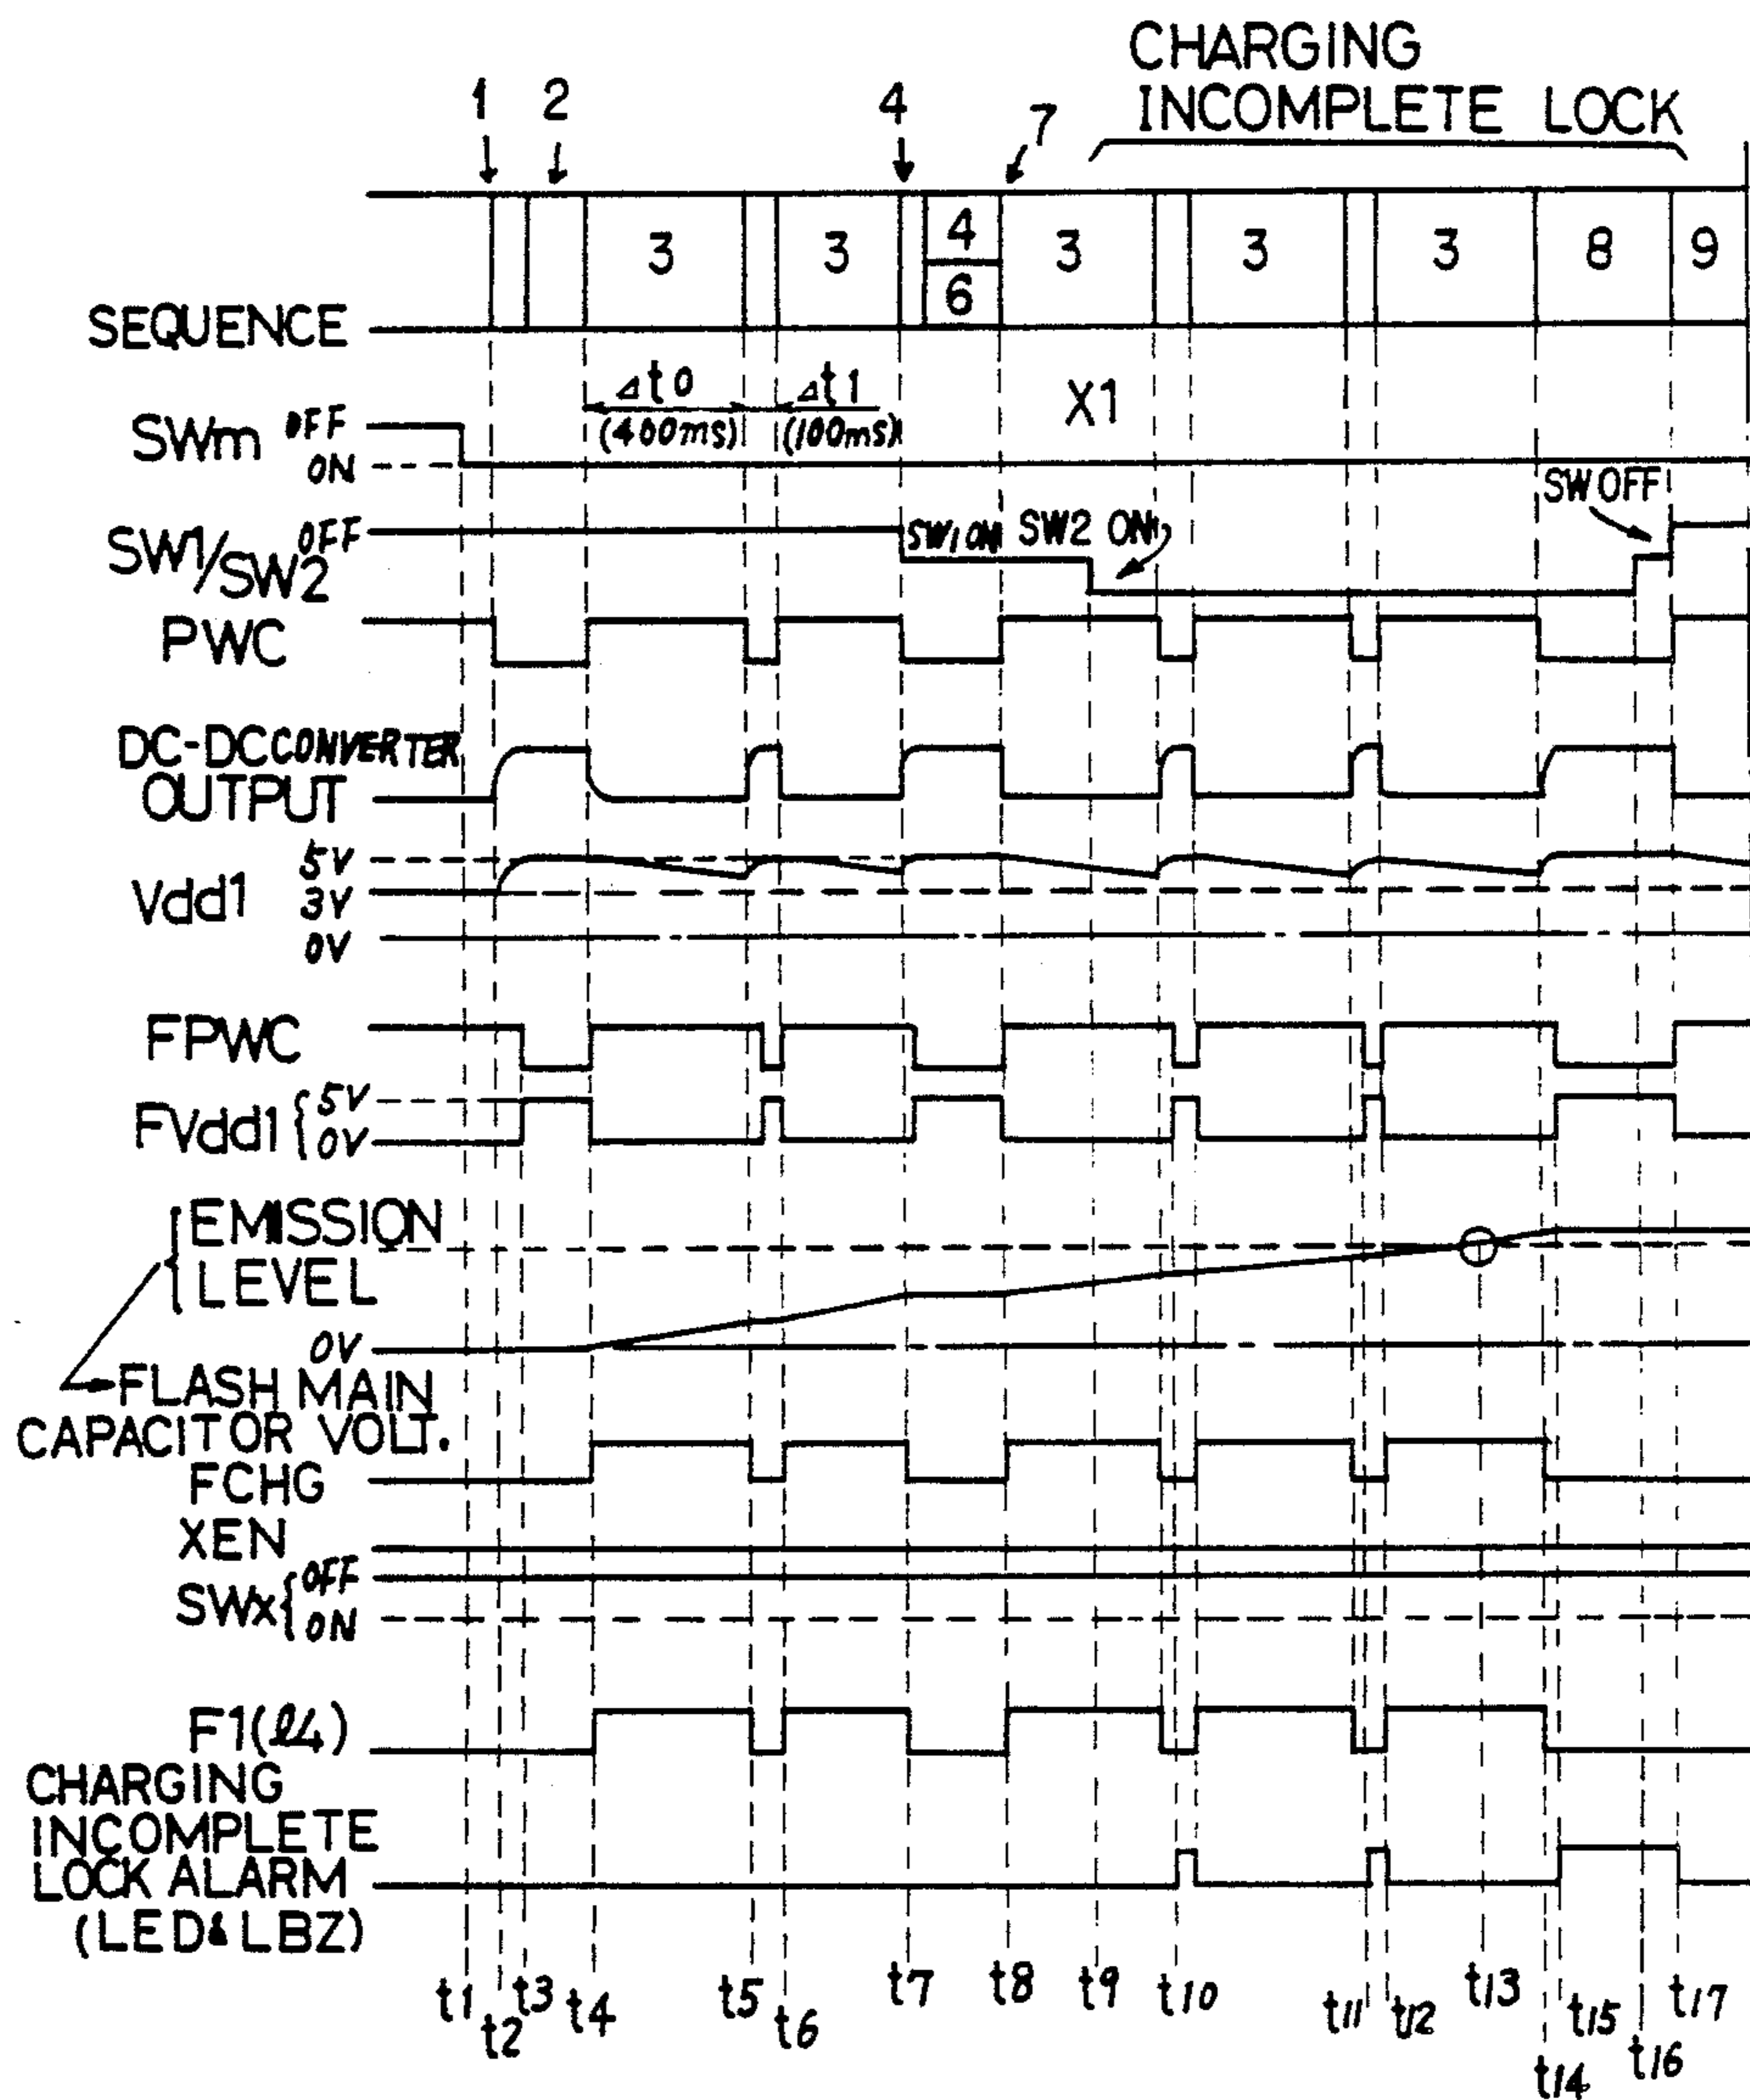 CHARGING
INCOMPLETE LOCK
1 2 4 7
3 3 4 3 3 3 8 9
6
SEQUENCE
Δt0 Δt1
(400ms) (100ms)
X1
SWm OFF
ON
SW1/SW2 OFF
SW1 ON SW2 ON
SW OFF
PWC
DC-DC CONVERTER
OUTPUT
Vdd1 5V
3V
0V
FPWC
FVdd1 5V
0V
EMISSION
LEVEL
0V
FLASH MAIN
CAPACITOR VOLT.
FCHG
XEN
SWx OFF
ON
F1(l4)
CHARGING
INCOMPLETE
LOCK ALARM
(LED & LBZ)
t1 t2 t3 t4 t5 t6 t7 t8 t9 t10 t11 t12 t13 t14 t15 t16 t17